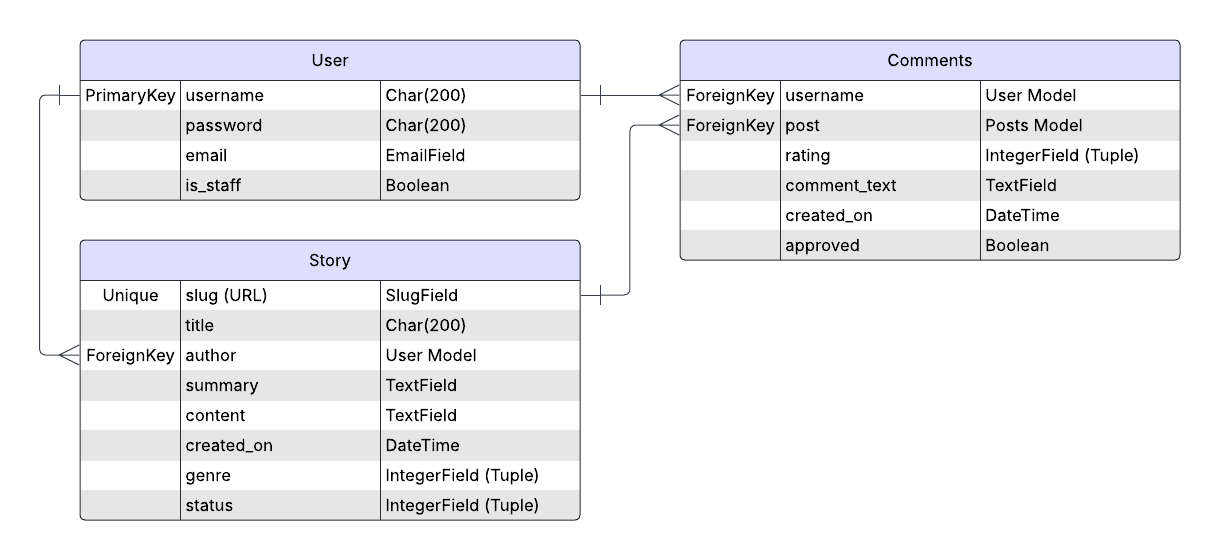 User
PrimaryKey username Char(200)
password Char(200)
email EmailField
is_staff Boolean
Story
Unique slug (URL) SlugField
title Char(200)
ForeignKey author User Model
summary TextField
content TextField
created_on DateTime
genre IntegerField (Tuple)
status IntegerField (Tuple)
Comments
ForeignKey username User Model
ForeignKey post Posts Model
rating IntegerField (Tuple)
comment_text TextField
created_on DateTime
approved Boolean